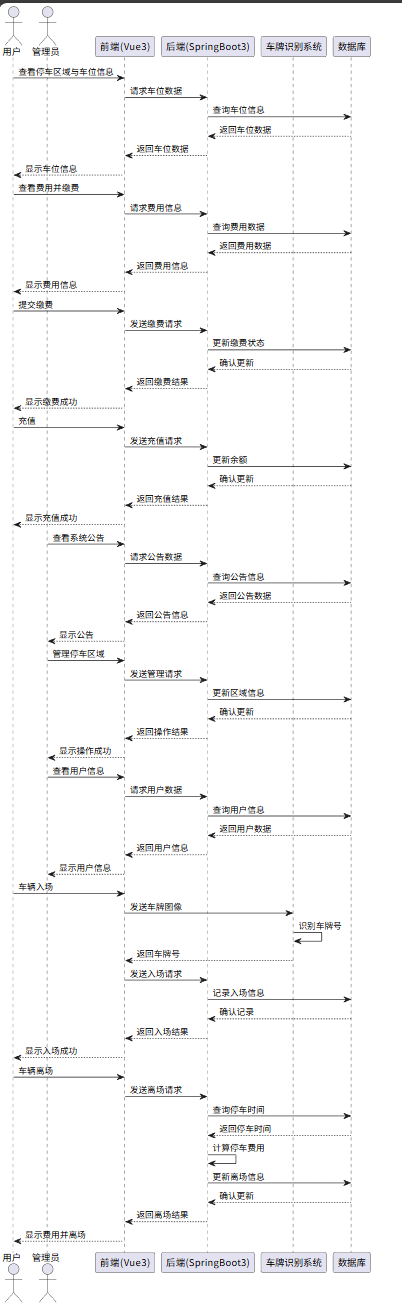 用户
管理员
前端(Vue3)
后端(SpringBoot3)
车牌识别系统
数据库
查看停车区域与车位信息
请求车位数据
查询车位信息
返回车位数据
返回车位数据
显示车位信息
查看费用并缴费
请求费用信息
查询费用数据
返回费用数据
返回费用信息
显示费用信息
提交缴费
发送缴费请求
更新缴费状态
确认更新
返回缴费结果
显示缴费成功
充值
发送充值请求
更新余额
确认更新
返回充值结果
显示充值成功
查看系统公告
请求公告数据
查询公告信息
返回公告数据
返回公告信息
显示公告
管理停车区域
发送管理请求
更新区域信息
确认更新
返回操作结果
显示操作成功
查看用户信息
请求用户数据
查询用户信息
返回用户数据
返回用户信息
显示用户信息
车辆入场
发送车牌图像
识别车牌号
返回车牌号
发送入场请求
记录入场信息
确认记录
返回入场结果
显示入场成功
车辆离场
发送离场请求
查询停车时间
返回停车时间
计算停车费用
更新离场信息
确认更新
返回离场结果
显示费用并离场
用户
管理员
前端(Vue3)
后端(SpringBoot3)
车牌识别系统
数据库